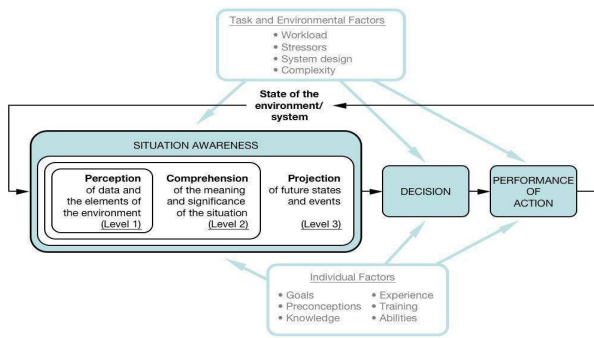 Task and Environmental Factors
• Workload
• Stressors
• System design
• Complexity
State of the
environment/
system
SITUATION AWARENESS
Perception
of data and
the elements of
the environment
(Level 1)
Comprehension
of the meaning
and significance
of the situation
(Level 2)
Projection
of future states
and events
(Level 3)
DECISION
PERFORMANCE
OF
ACTION
Individual Factors
• Goals
• Preconceptions
• Knowledge
• Experience
• Training
• Abilities